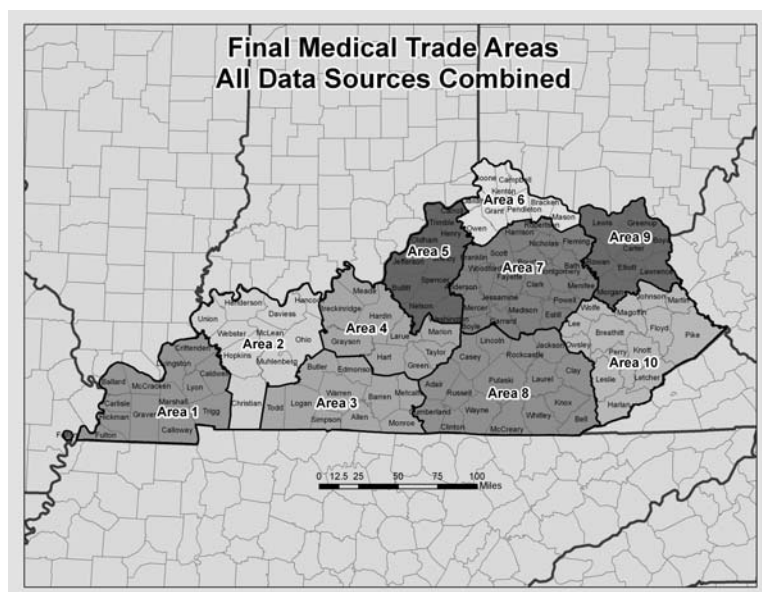 Final Medical Trade Areas
All Data Sources Combined
Boone Campbell
Kenton
Area 6
Bracken
Grant Pendleton
Mason
Owen
Robertson
Harrison
Nicholas Fleming
Scott
Franklin
Woodford
Area 7
Bath
Fayette
Montgomery
Clark
Menifee
Jessamine
Powell
Mercer
Madison
Estill
Garrard
Boyle
Anderson
Carroll
Trimble
Henry
Oldham
Area 5
Jefferson
Spencer
Bullitt
Nelson
Washington
Lewis
Greenup
Area 9
Boyd
Carter
Rowan
Elliott
Lawrence
Morgan
Johnson
Martin
Magoffin
Wolfe
Floyd
Lee
Breathitt
Pike
Owsley
Perry Knott
Area 10
Leslie
Letcher
Harlan
Meade
Breckinridge
Hardin
Area 4
Grayson
Larue
Marion
Hart
Taylor
Green
Henderson
Hancock
Union
Daviess
Webster
McLean
Ohio
Area 2
Hopkins
Muhlenberg
Christian
Crittenden
Livingston
Caldwell
Ballard
McCracken
Lyon
Carlisle
Marshall
Area 1
Graves
Trigg
Hickman
Calloway
Fulton
Butler
Edmonson
Warren
Metcalfe
Barren
Logan
Area 3
Todd
Simpson
Allen
Monroe
Lincoln
Jackson
Rockcastle
Casey
Clay
Adair
Pulaski
Laurel
Russell
Area 8
Cumberland
Wayne
Knox
Whitley
Bell
Clinton
McCreary
0 12.5 25 50 75 100
Miles